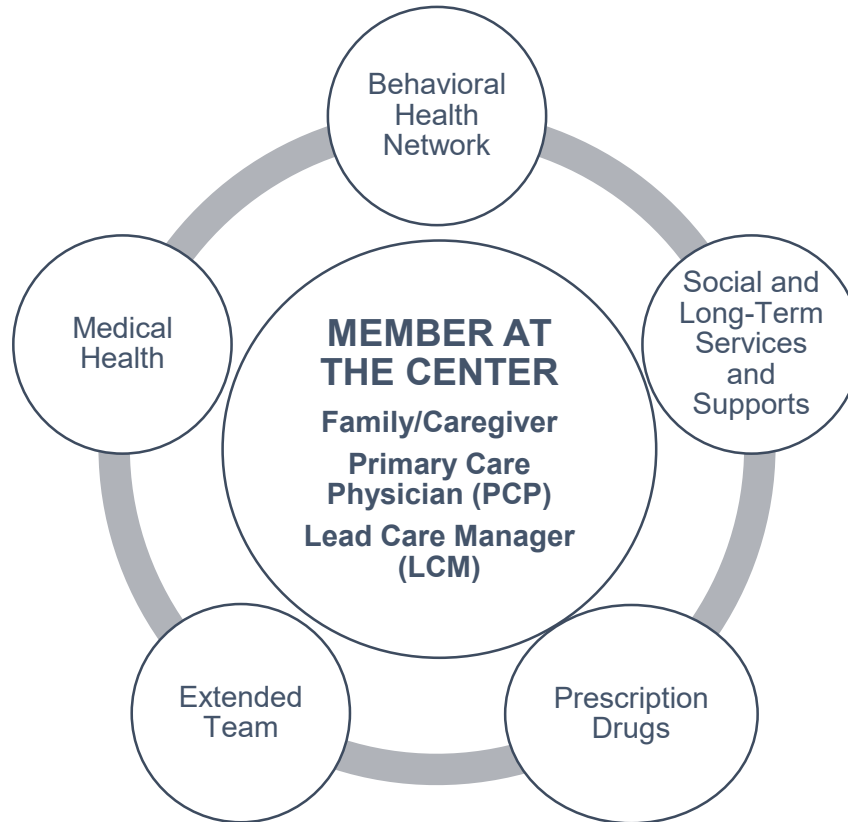 Behavioral
Health
Network
Social and
Long-Term
Services
and
Supports
Medical
Health
MEMBER AT
THE CENTER
Family/Caregiver
Primary Care
Physician (PCP)
Lead Care Manager
(LCM)
Extended
Team
Prescription
Drugs